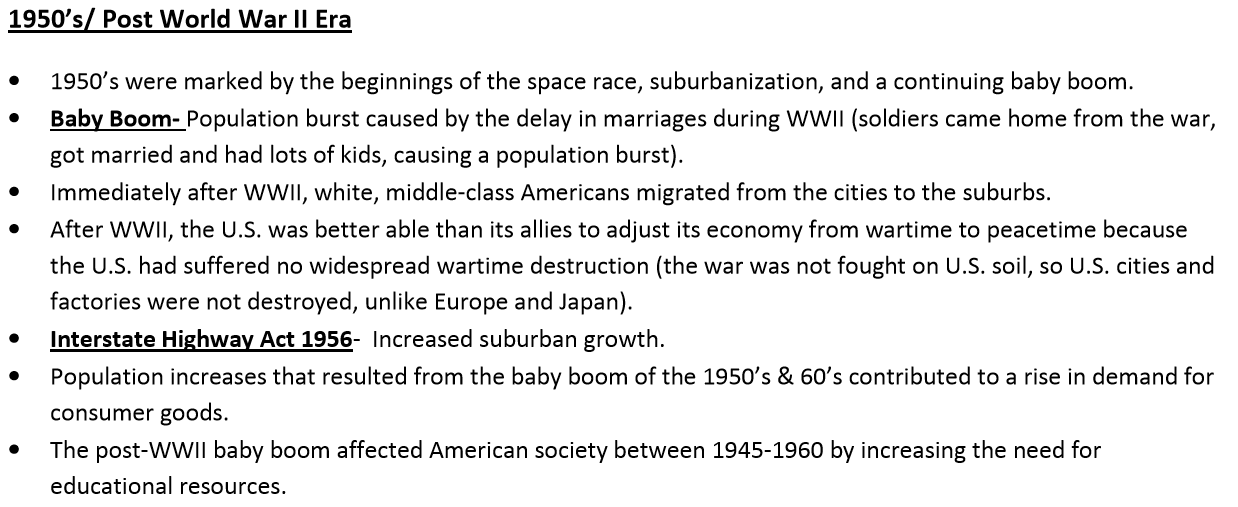 1950’s/ Post World War II Era
• 1950’s were marked by the beginnings of the space race, suburbanization, and a continuing baby boom.
• Baby Boom- Population burst caused by the delay in marriages during WWII (soldiers came home from the war,
got married and had lots of kids, causing a population burst).
• Immediately after WWII, white, middle-class Americans migrated from the cities to the suburbs.
• After WWII, the U.S. was better able than its allies to adjust its economy from wartime to peacetime because
the U.S. had suffered no widespread wartime destruction (the war was not fought on U.S. soil, so U.S. cities and
factories were not destroyed, unlike Europe and Japan).
• Interstate Highway Act 1956- Increased suburban growth.
• Population increases that resulted from the baby boom of the 1950’s & 60’s contributed to a rise in demand for
consumer goods.
• The post-WWII baby boom affected American society between 1945-1960 by increasing the need for
educational resources.